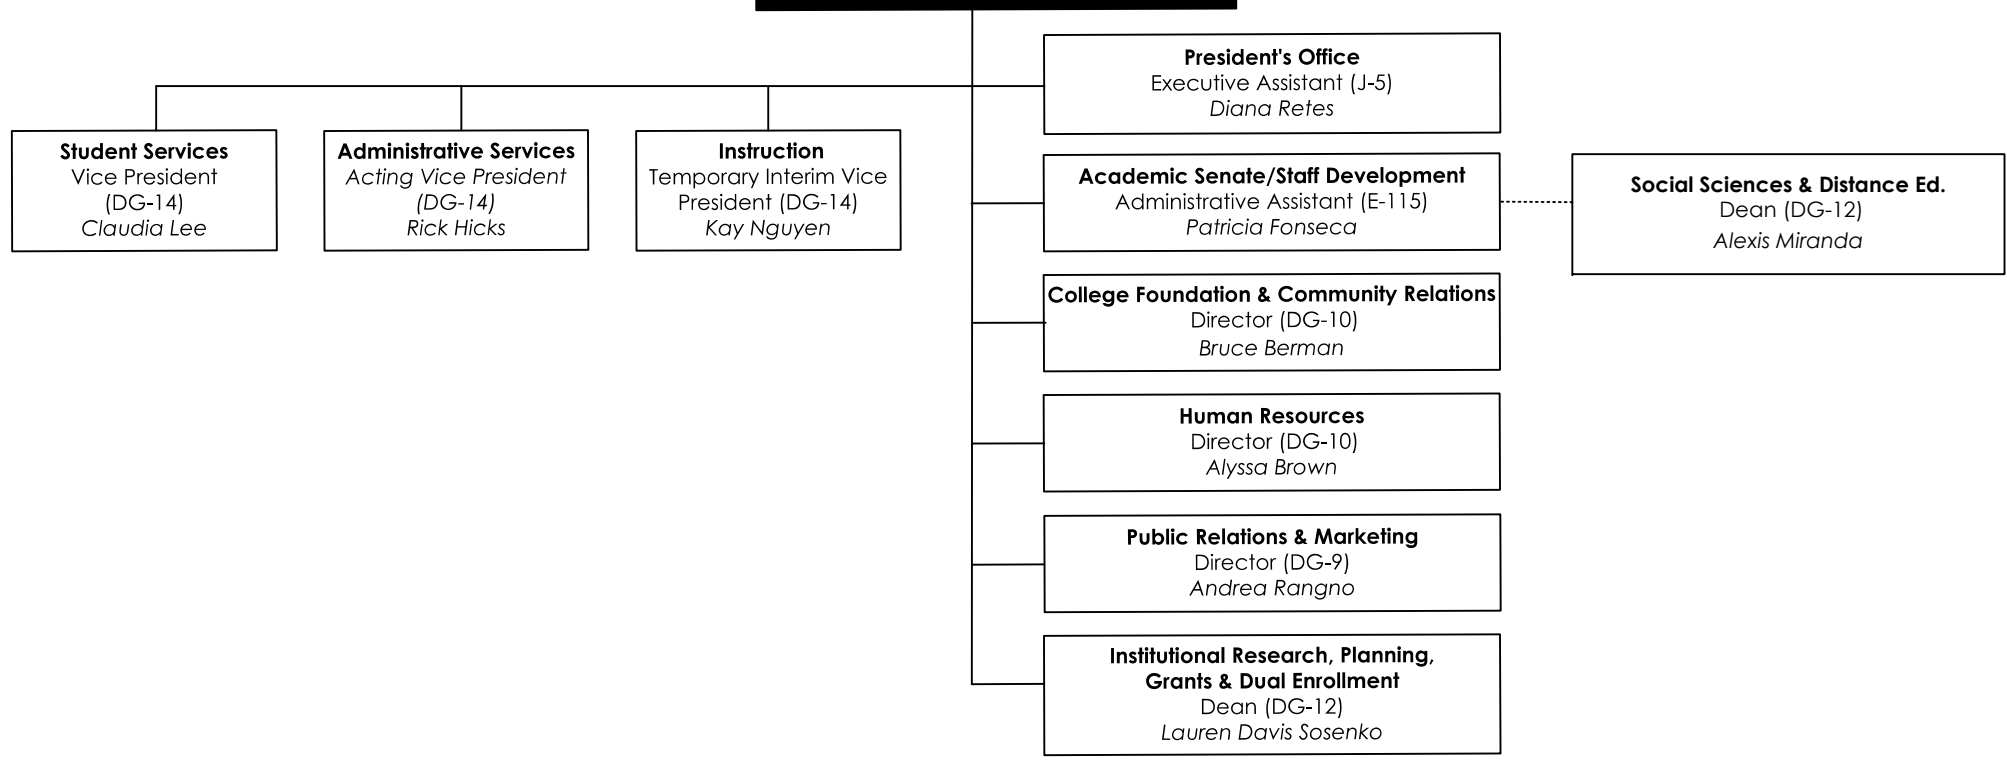 President's Office
Executive Assistant (J-5)
Diana Retes
Student Services
Vice President
(DG-14)
Claudia Lee
Administrative Services
Acting Vice President
(DG-14)
Rick Hicks
Instruction
Temporary Interim Vice
President (DG-14)
Kay Nguyen
Academic Senate/Staff Development
Administrative Assistant (E-115)
Patricia Fonseca
Social Sciences & Distance Ed.
Dean (DG-12)
Alexis Miranda
College Foundation & Community Relations
Director (DG-10)
Bruce Berman
Human Resources
Director (DG-10)
Alyssa Brown
Public Relations & Marketing
Director (DG-9)
Andrea Rangno
Institutional Research, Planning,
Grants & Dual Enrollment
Dean (DG-12)
Lauren Davis Sosenko